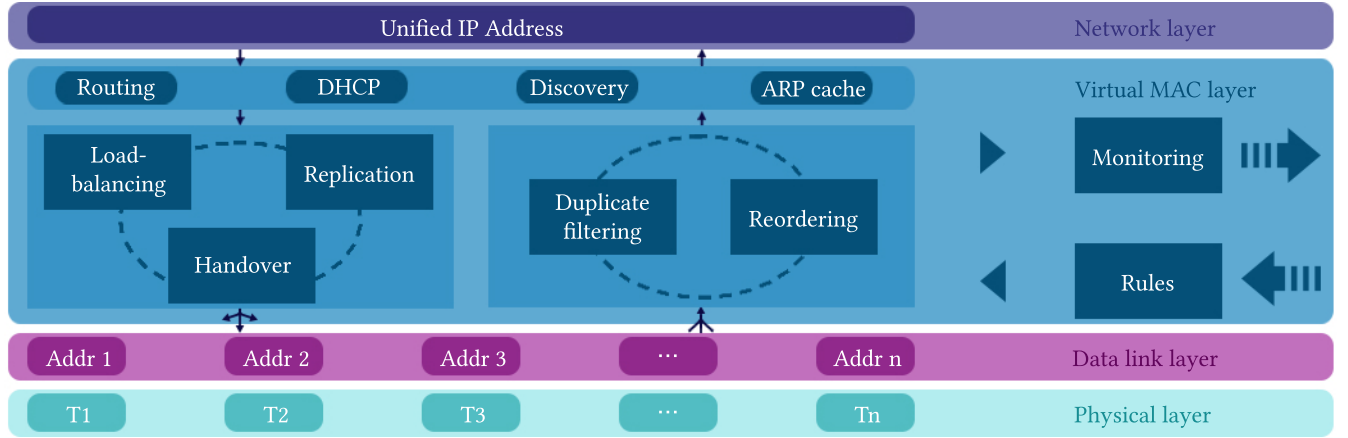 Unified IP Address
Network layer
Routing
DHCP
Discovery
ARP cache
Virtual MAC layer
Load-
balancing
Replication
Handover
Duplicate
filtering
Reordering
Monitoring
Rules
Addr 1
Addr 2
Addr 3
...
Addr n
Data link layer
T1
T2
T3
...
Tn
Physical layer